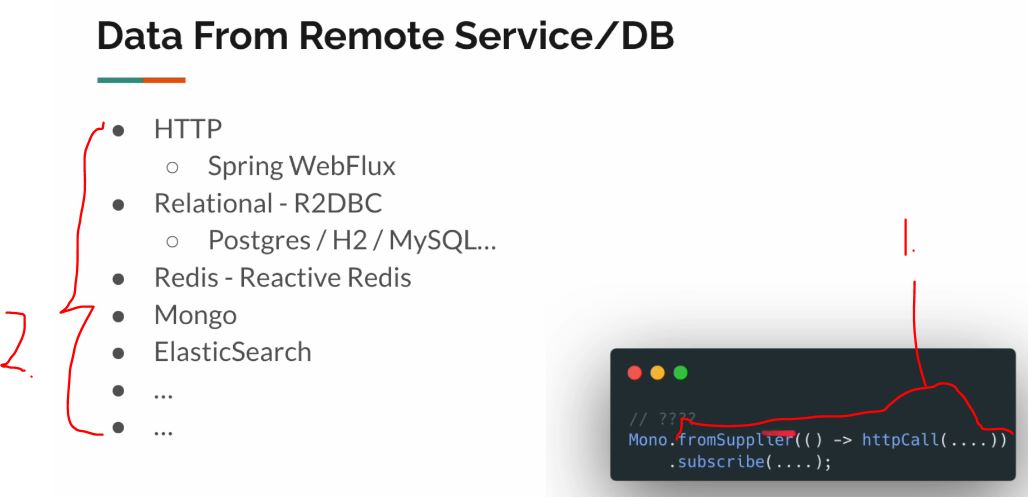 Data From Remote Service/DB
● HTTP
○ Spring WebFlux
● Relational - R2DBC
○ Postgres / H2 / MySQL...
● Redis - Reactive Redis
● Mongo
● ElasticSearch
● ...
● ...
2.
1.
// ????
Mono.fromSupplier(() -> httpCall(....))
.subscribe(....);